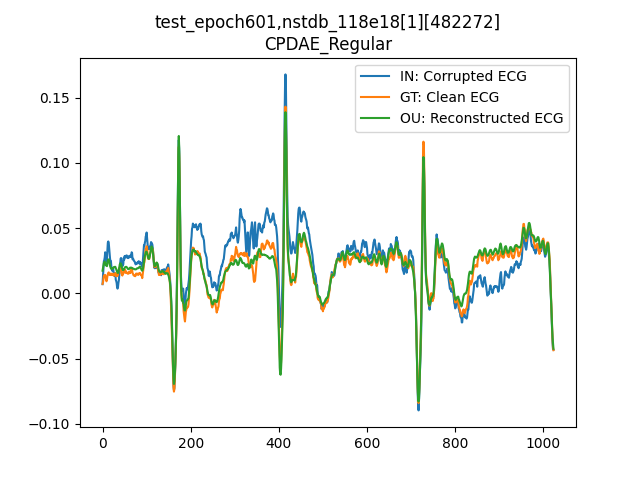 test_epoch601,nstdb_118e18[1][482272]
CPDAE_Regular
IN: Corrupted ECG
GT: Clean ECG
OU: Reconstructed ECG
0.15
0.10
0.05
0.00
−0.05
−0.10
0 200 400 600 800 1000